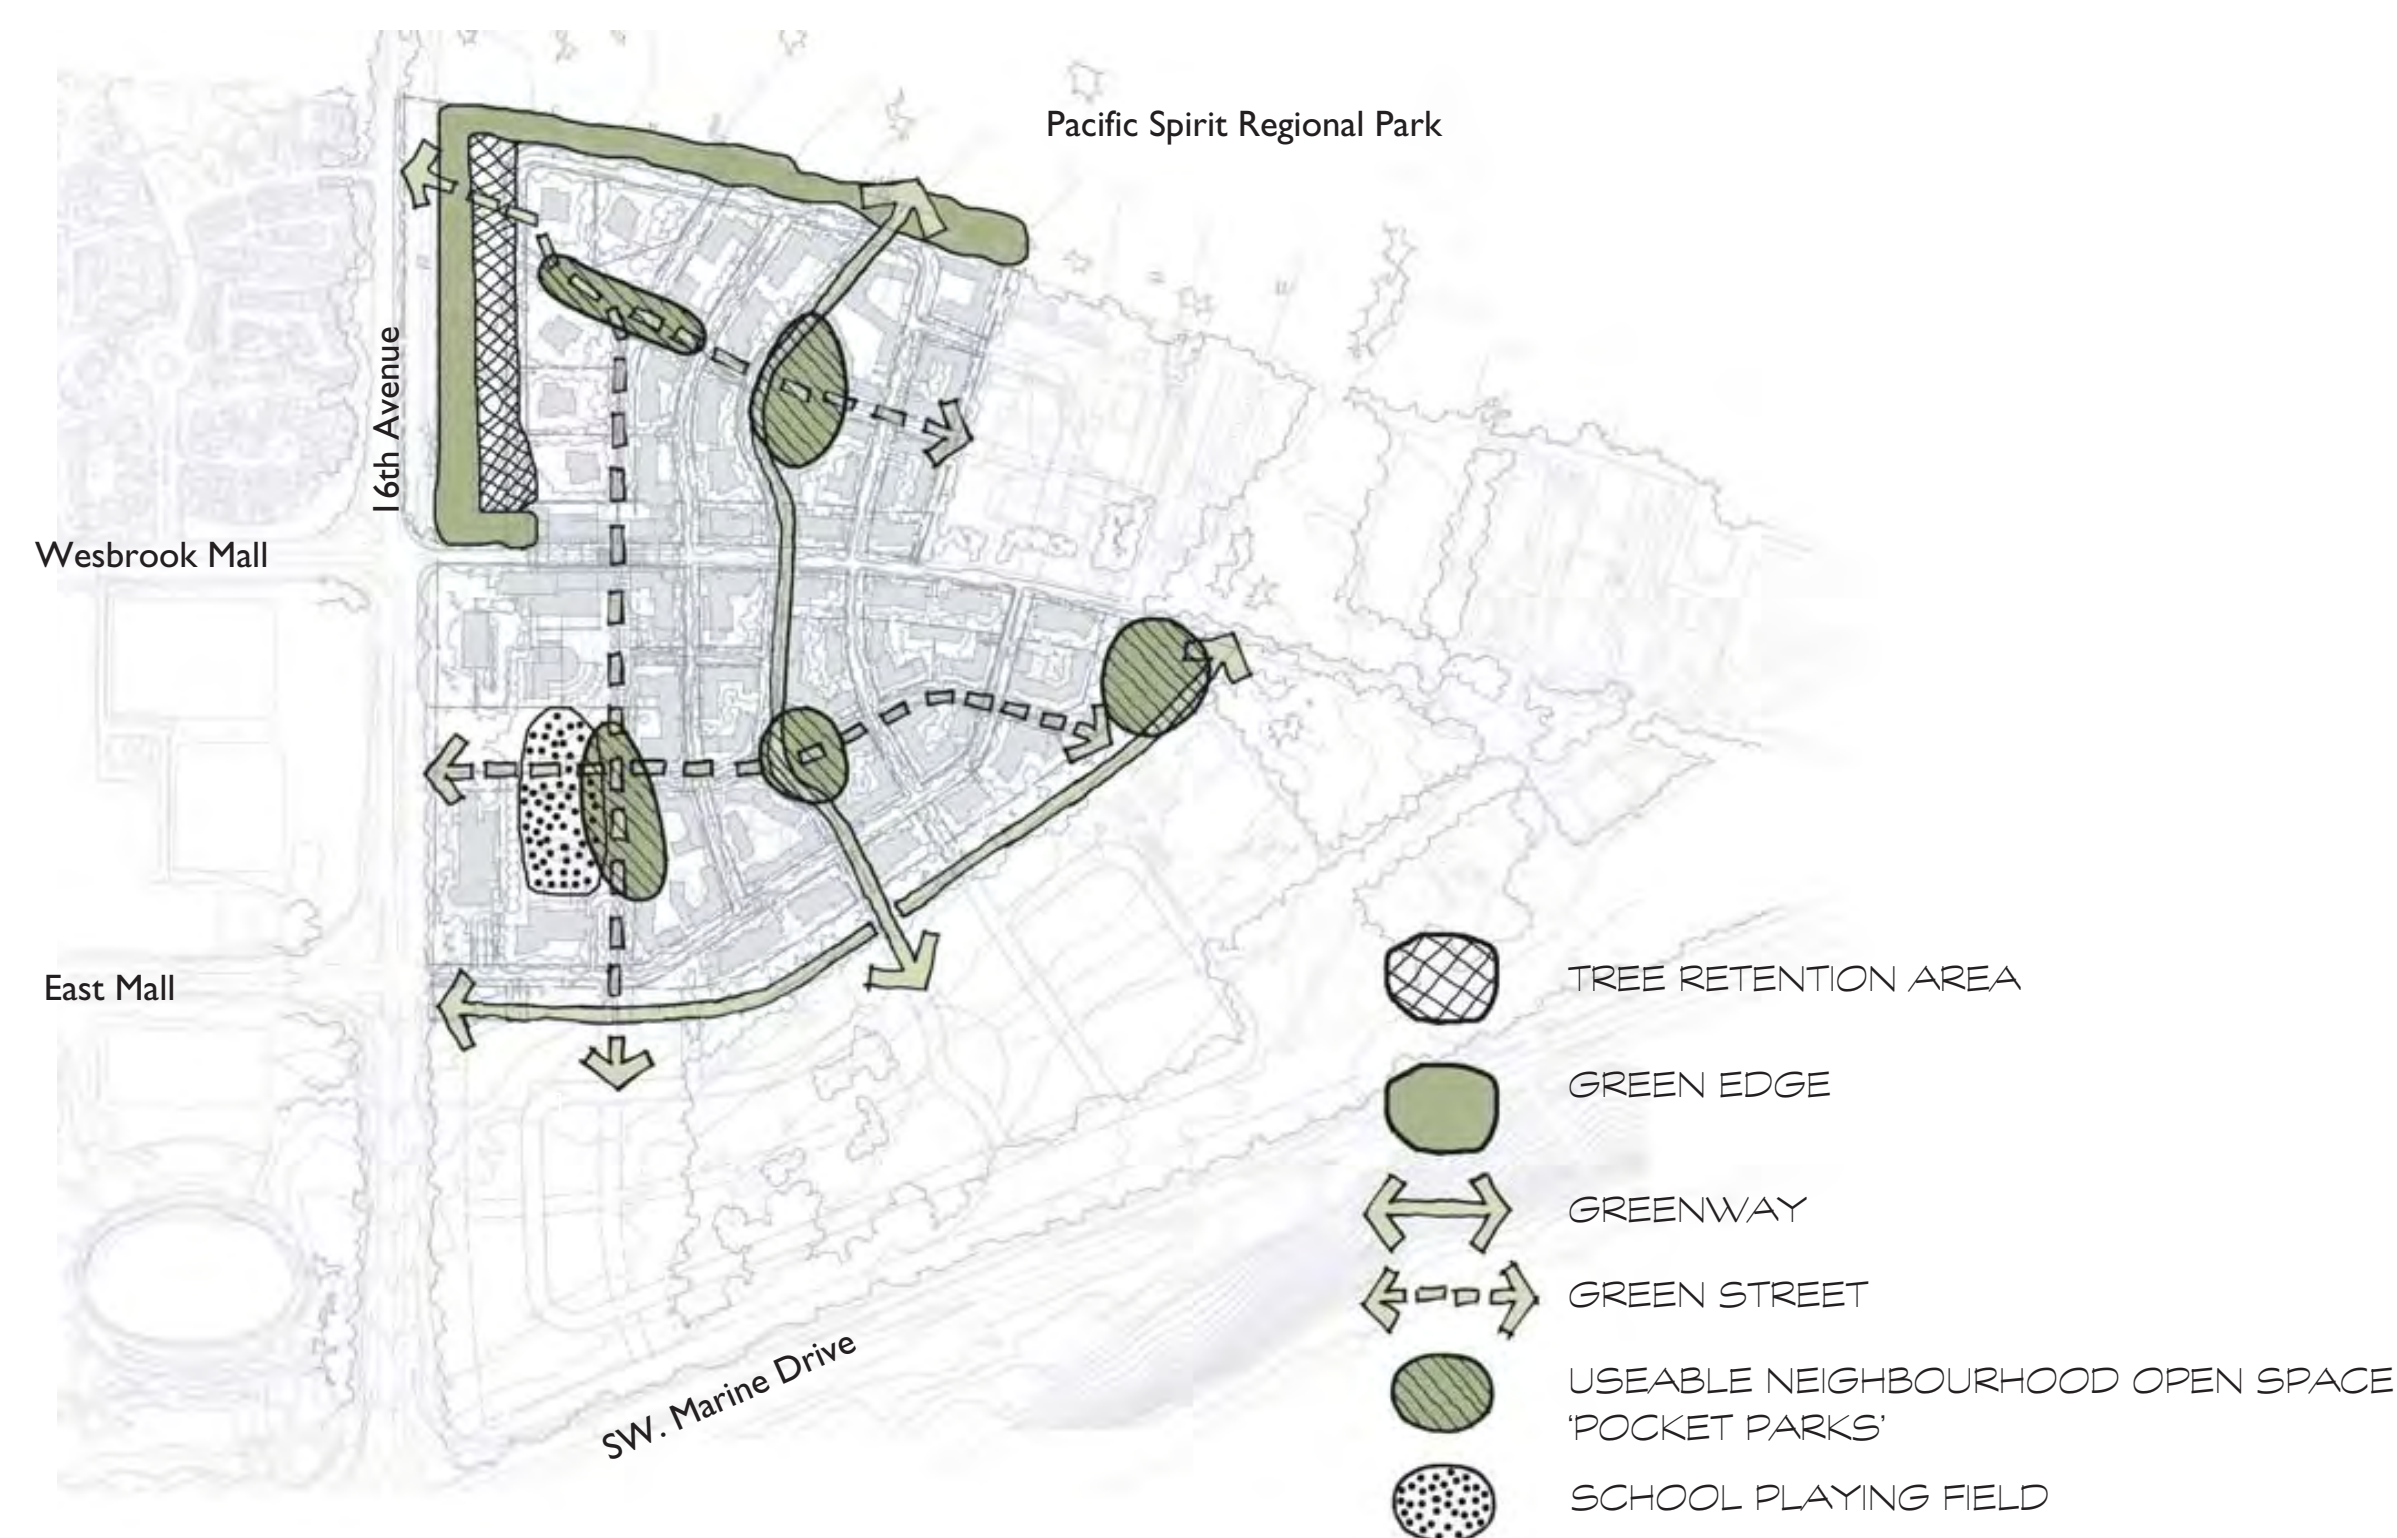 Pacific Spirit Regional Park
16th Avenue
Wesbrook Mall
East Mall
SW. Marine Drive
TREE RETENTION AREA
GREEN EDGE
GREENWAY
GREEN STREET
USEABLE NEIGHBOURHOOD OPEN SPACE
‘POCKET PARKS’
SCHOOL PLAYING FIELD